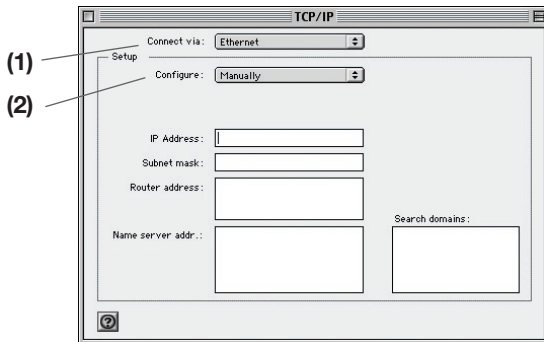 TCP/IP
(1)
Connect via: Ethernet
Setup
(2)
Configure: Manually
IP Address:
Subnet mask:
Router address:
Search domains:
Name server addr.:
?